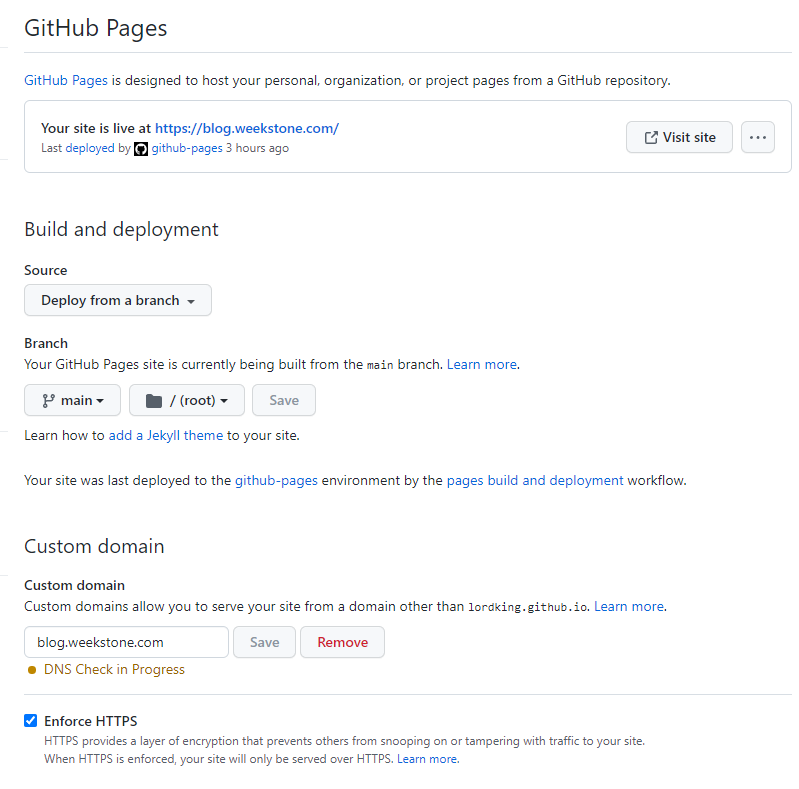 GitHub Pages
GitHub Pages is designed to host your personal, organization, or project pages from a GitHub repository.
Your site is live at https://blog.weekstone.com/
Last deployed by github-pages 3 hours ago
Visit site
Build and deployment
Source
Deploy from a branch
Branch
Your GitHub Pages site is currently being built from the main branch. Learn more.
main / (root) Save
Learn how to add a Jekyll theme to your site.
Your site was last deployed to the github-pages environment by the pages build and deployment workflow.
Custom domain
Custom domain
Custom domains allow you to serve your site from a domain other than lordking.github.io. Learn more.
blog.weekstone.com Save Remove
DNS Check in Progress
Enforce HTTPS
HTTPS provides a layer of encryption that prevents others from snooping on or tampering with traffic to your site.
When HTTPS is enforced, your site will only be served over HTTPS. Learn more.